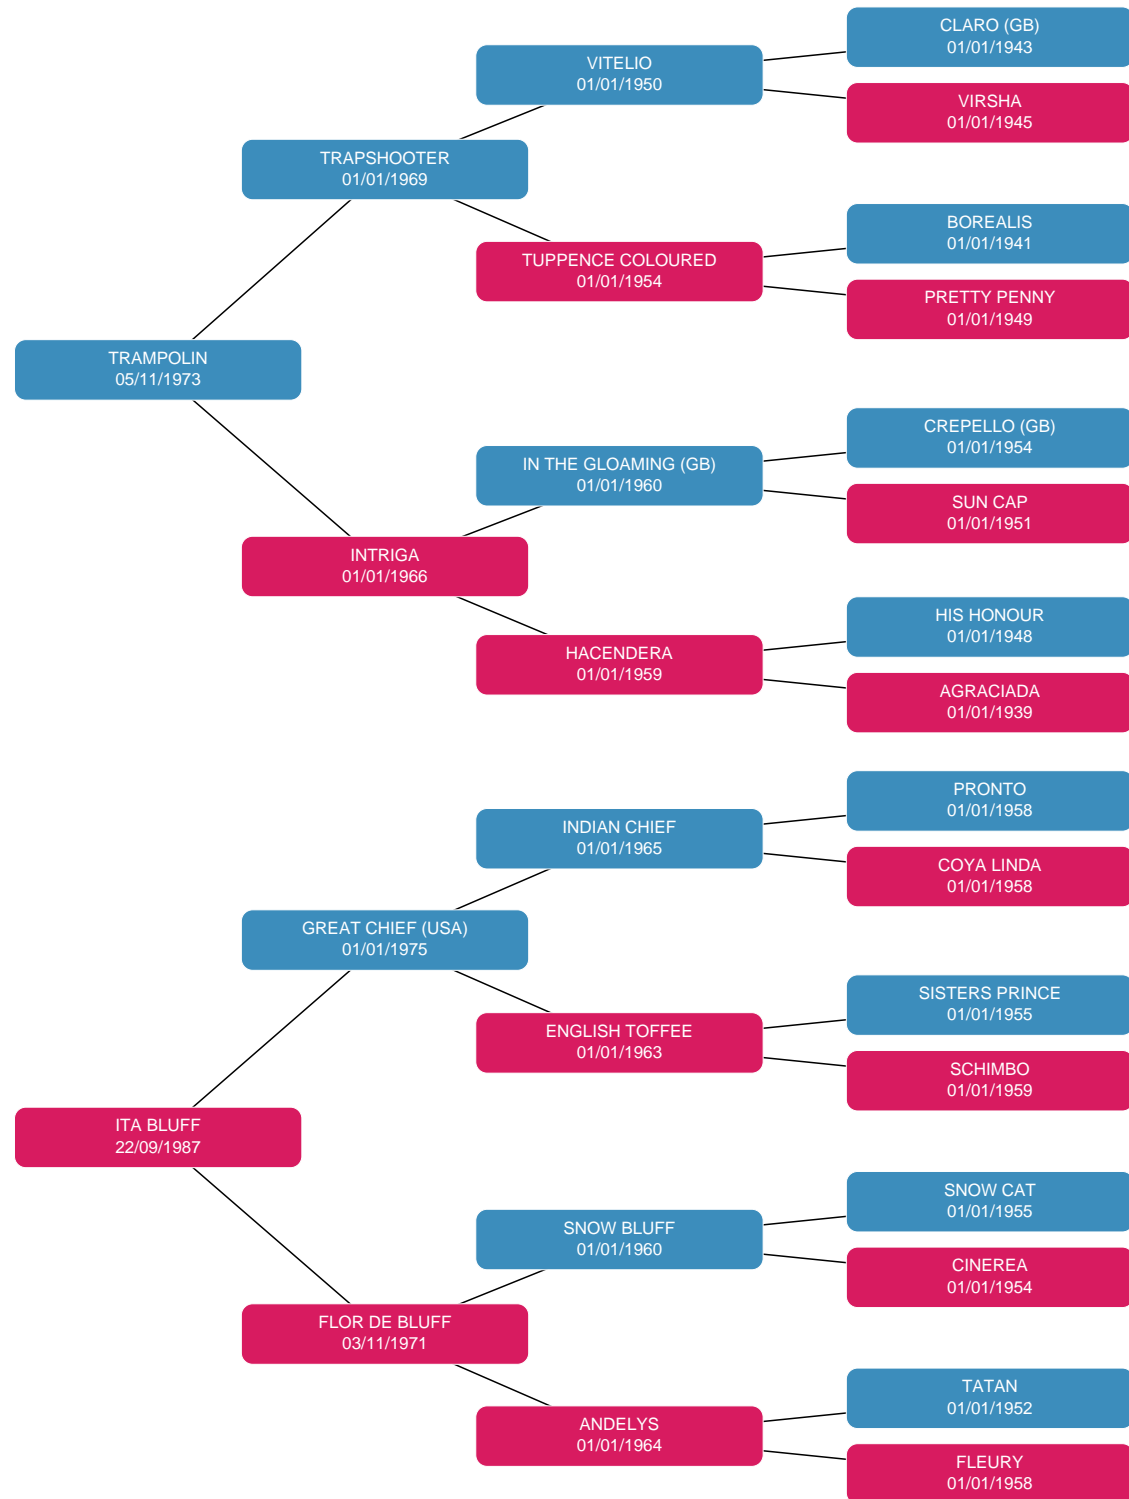 CLARO (GB)
01/01/1943
VITELIO
01/01/1950
VIRSHA
01/01/1945
TRAPSHOOTER
01/01/1969
BOREALIS
01/01/1941
TUPPENCE COLOURED
01/01/1954
PRETTY PENNY
01/01/1949
TRAMPOLIN
05/11/1973
CREPELLO (GB)
01/01/1954
IN THE GLOAMING (GB)
01/01/1960
SUN CAP
01/01/1951
INTRIGA
01/01/1966
HIS HONOUR
01/01/1948
HACENDERA
01/01/1959
AGRACIADA
01/01/1939
PRONTO
01/01/1958
INDIAN CHIEF
01/01/1965
COYA LINDA
01/01/1958
GREAT CHIEF (USA)
01/01/1975
SISTERS PRINCE
01/01/1955
ENGLISH TOFFEE
01/01/1963
SCHIMBO
01/01/1959
ITA BLUFF
22/09/1987
SNOW CAT
01/01/1955
SNOW BLUFF
01/01/1960
CINEREA
01/01/1954
FLOR DE BLUFF
03/11/1971
TATAN
01/01/1952
ANDELYS
01/01/1964
FLEURY
01/01/1958